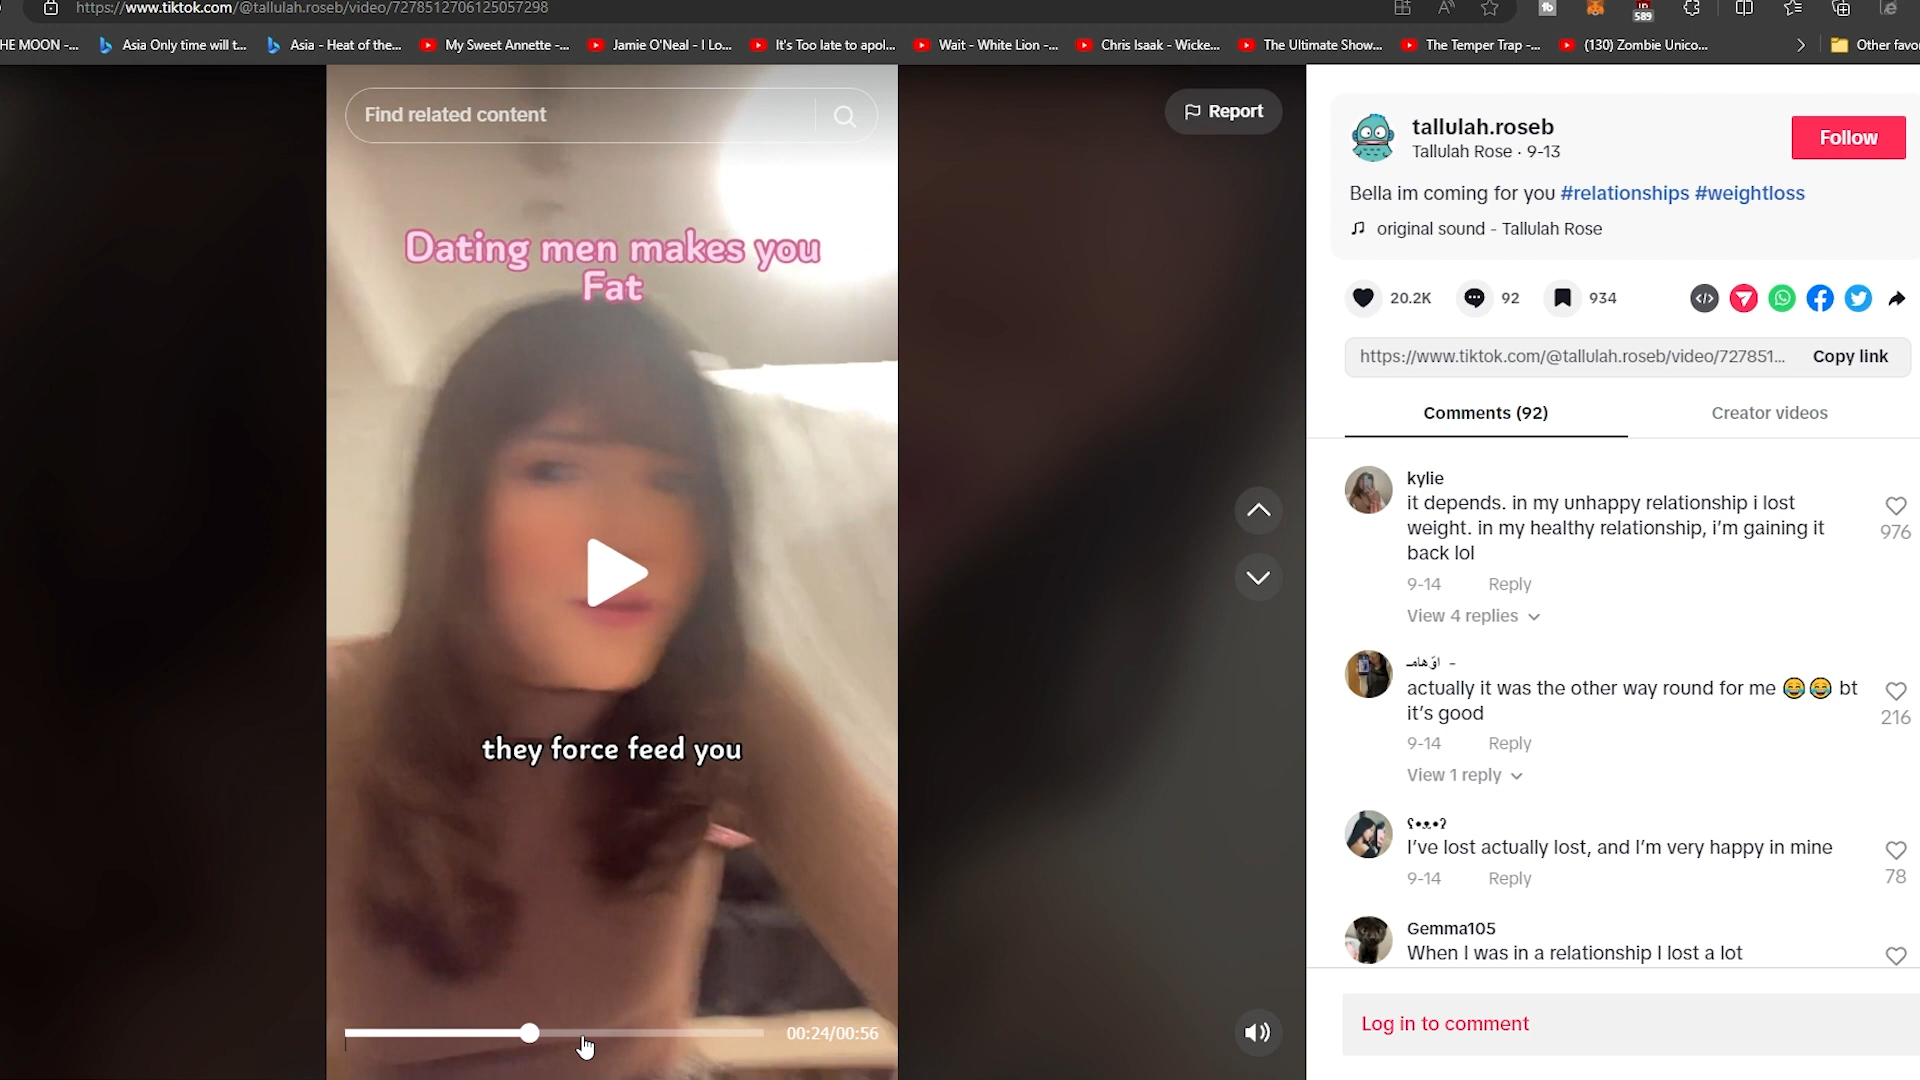 https://www.tiktok.com/@tallulah.roseb/video/7278512706125057298
589
HE MOON -...
Asia Only time will t...
Asia - Heat of the...
My Sweet Annette -...
Jamie O'Neal - I Lo...
It's Too late to apol...
Wait - White Lion -...
Chris Isaak - Wicke...
The Ultimate Show...
The Temper Trap -...
(130) Zombie Unico...
Other favo
Find related content
Report
Dating men makes you
Fat
they force feed you
00:24/00:56
tallulah.roseb
Tallulah Rose · 9-13
Follow
Bella im coming for you #relationships #weightloss
original sound - Tallulah Rose
20.2K
92
934
https://www.tiktok.com/@tallulah.roseb/video/727851...
Copy link
Comments (92)
Creator videos
kylie
it depends. in my unhappy relationship i lost
weight. in my healthy relationship, i'm gaining it
back lol
976
9-14 Reply
View 4 replies
actually it was the other way round for me 😂😂 bt
it's good
216
9-14 Reply
View 1 reply
I've lost actually lost, and I'm very happy in mine
78
9-14 Reply
Gemma105
When I was in a relationship I lost a lot
Log in to comment